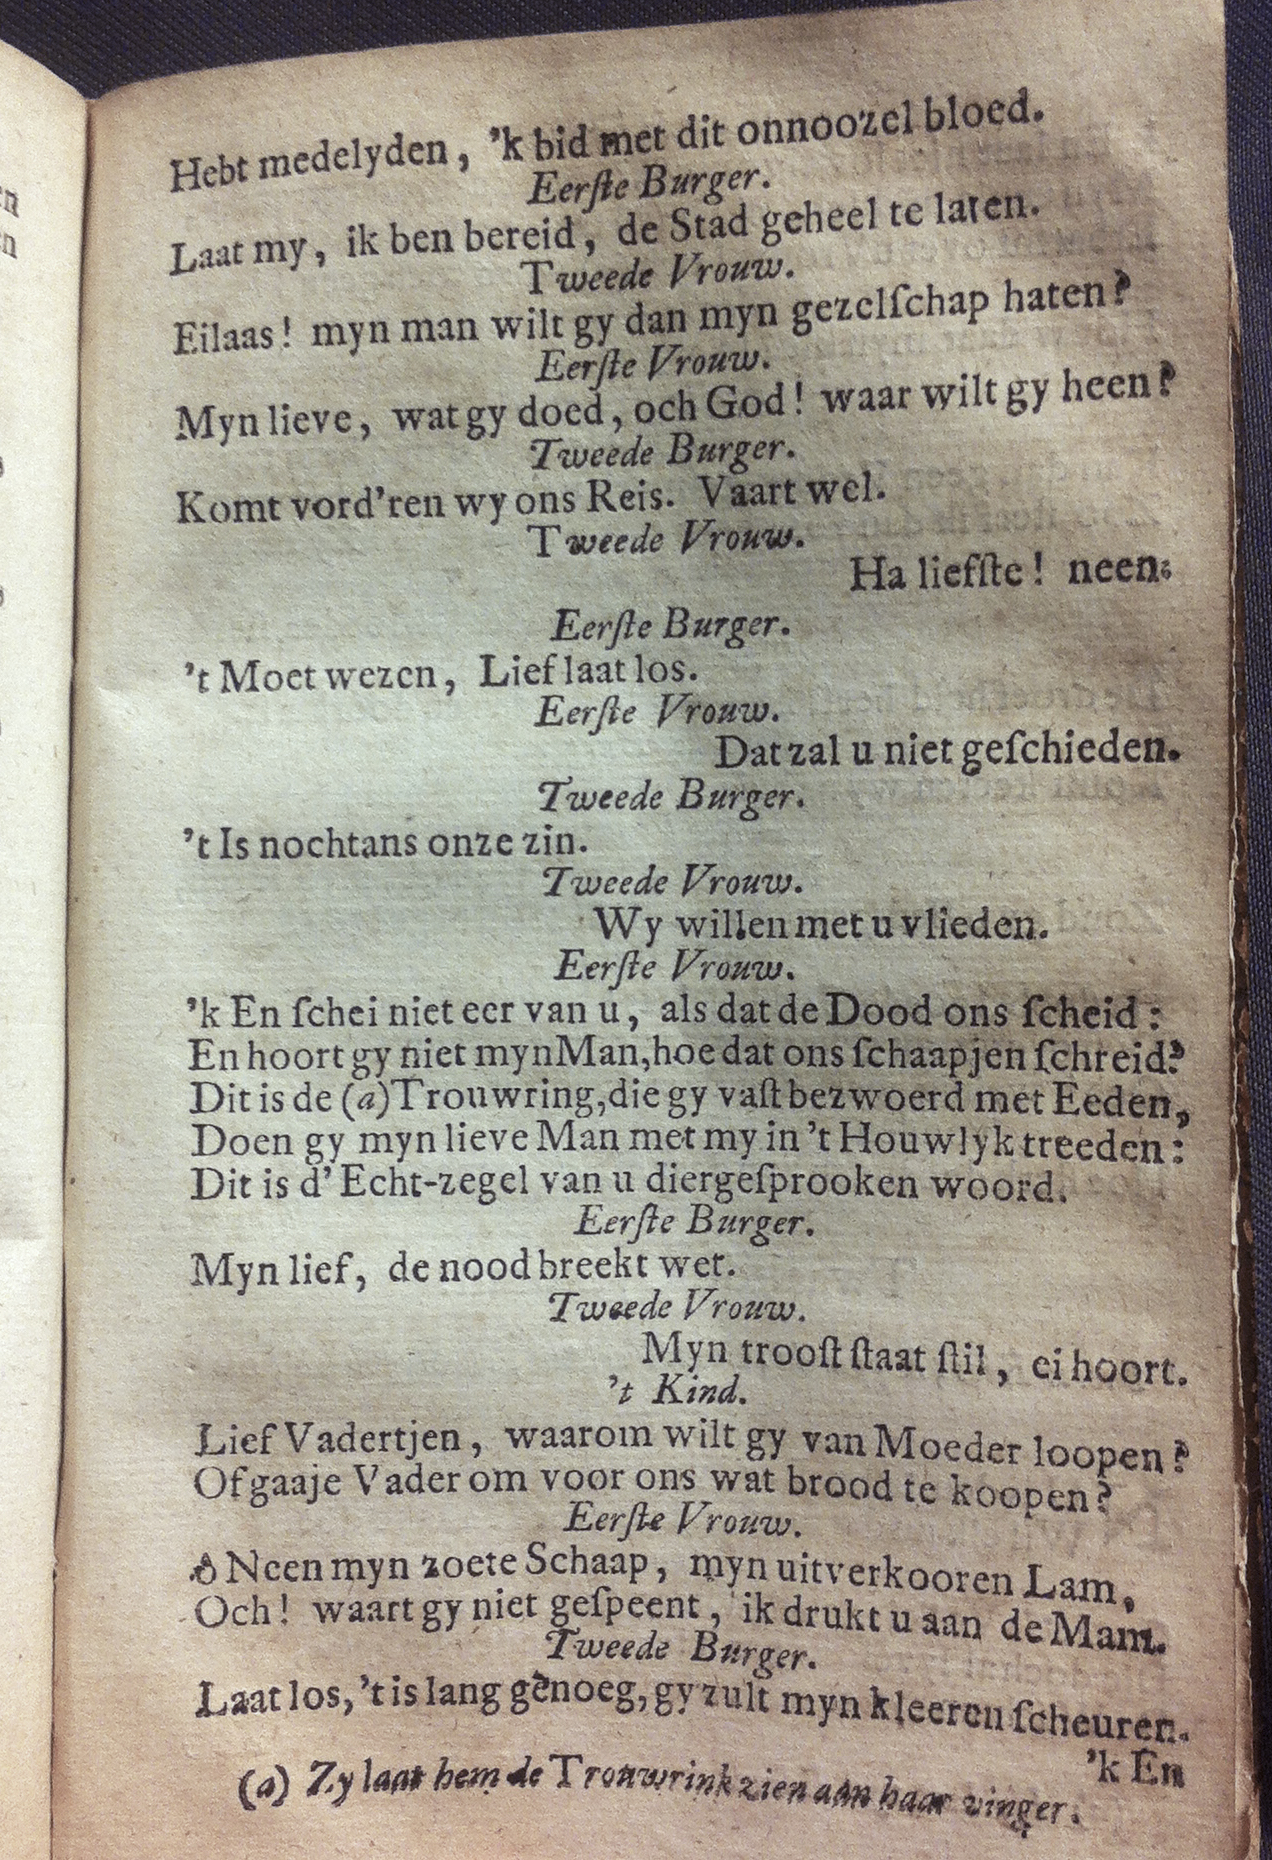 Hebt medelyden, 'k bid met dit onnoozel bloed.
Eerſte Burger.
Laat my, ik ben bereid, de Stad geheel te laten.
Tweede Vrouw.
Eilaas! myn man wilt gy dan myn gezelſchap haten?
Eerſte Vrouw.
Myn lieve, wat gy doed, och God! waar wilt gy heen?
Tweede Burger.
Komt vord'ren wy ons Reis. Vaart wel.
Tweede Vrouw.
Ha liefſte! neen.
Eerſte Burger.
't Moet wezen, Lief laat los.
Eerſte Vrouw.
Dat zal u niet geſchieden.
Tweede Burger.
't Is nochtans onze zin.
Tweede Vrouw.
Wy willen met u vlieden.
Eerſte Vrouw.
'k En ſchei niet eer van u, als dat de Dood ons ſcheid:
En hoort gy niet myn Man, hoe dat ons ſchaapjen ſchreid?
Dit is de (a) Trouwring, die gy vaſt bezwoerd met Eeden,
Doen gy myn lieve Man met my in 't Houwlyk treeden:
Dit is d' Echt-zegel van u diergeſprooken woord.
Eerſte Burger.
Myn lief, de nood breekt wet.
Tweede Vrouw.
Myn trooſt ſtaat ſtil, ei hoort.
't Kind.
Lief Vadertjen, waarom wilt gy van Moeder loopen?
Of gaaje Vader om voor ons wat brood te koopen?
Eerſte Vrouw.
ô Neen myn zoete Schaap, myn uitverkooren Lam,
Och! waart gy niet geſpeent, ik drukt u aan de Mam.
Tweede Burger.
Laat los, 't is lang genoeg, gy zult myn kleeren ſcheuren.
'k En
(a) Zy laat hem de Trouwrink zien aan haar vinger.